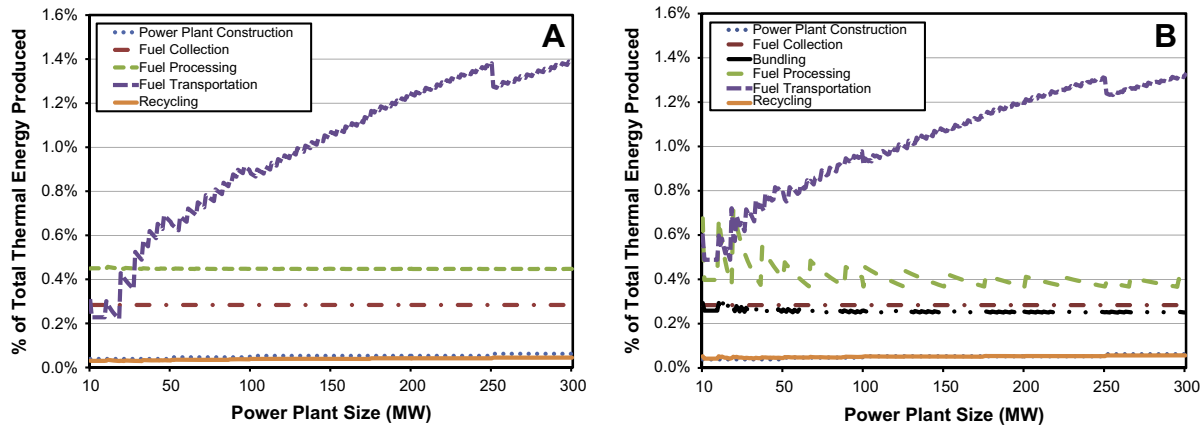 A
% of Total Thermal Energy Produced
1.6%
1.4%
1.2%
1.0%
0.8%
0.6%
0.4%
0.2%
0.0%
Power Plant Construction
Fuel Collection
Fuel Processing
Fuel Transportation
Recycling
10 50 100 150 200 250 300
Power Plant Size (MW)
B
% of Total Thermal Energy Produced
1.6%
1.4%
1.2%
1.0%
0.8%
0.6%
0.4%
0.2%
0.0%
Power Plant Construction
Fuel Collection
Bundling
Fuel Processing
Fuel Transportation
Recycling
10 50 100 150 200 250 300
Power Plant Size (MW)